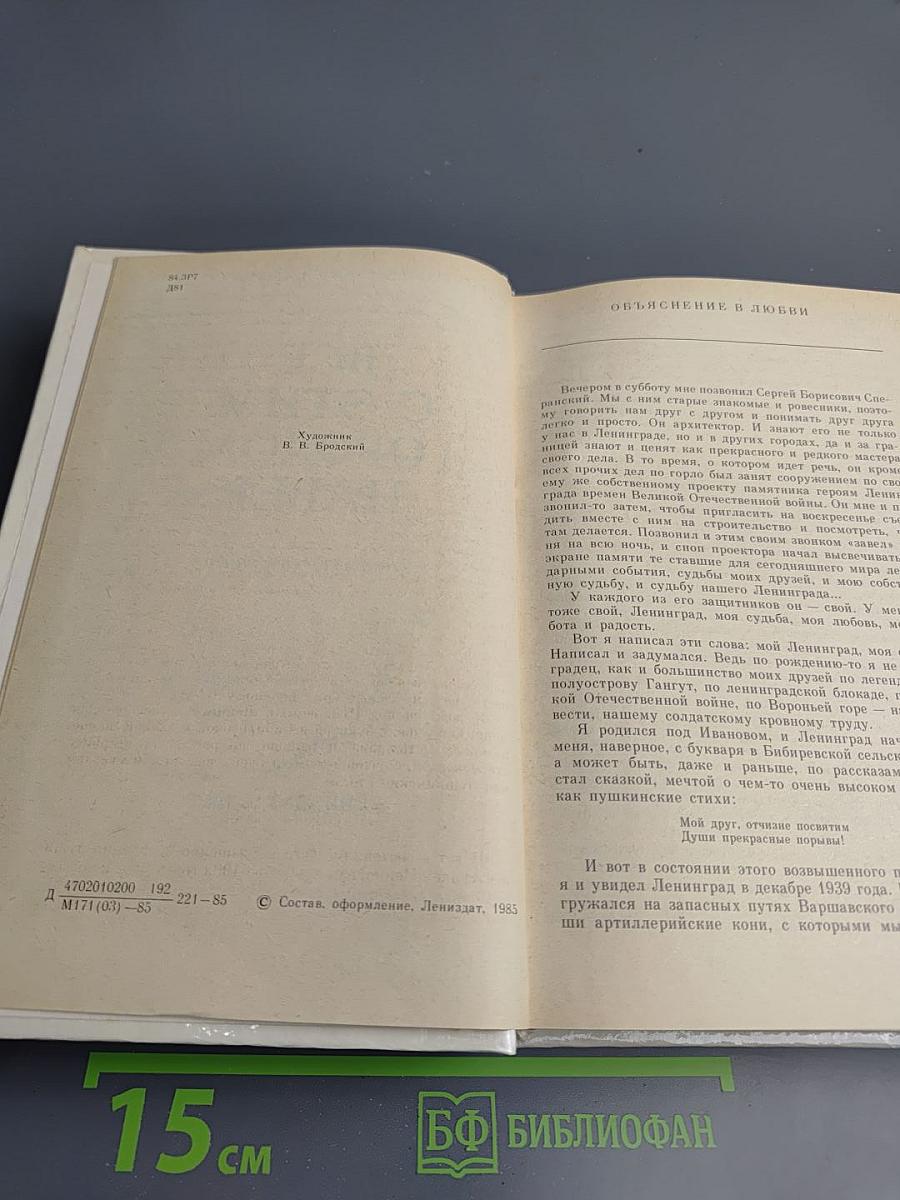 84.3Р7
Д81
Художник
В. В. Бродский
Д 4702010200 192 221—85
М171(03)—85
© Состав, оформление, Лениздат, 1985
ОБЪЯСНЕНИЕ В ЛЮБВИ
Вечером в субботу мне позвонил Сергей Борисович Спе-
ранский. Мы с ним старые знакомые и ровесники, поэто-
му говорить нам друг с другом и понимать друг друга
легко и просто. Он архитектор. И знают его не только
у нас в Ленинграде, но и в других городах, да и за гра-
ницей знают и ценят как прекрасного и редкого мастера
своего дела. В то время, о котором идет речь, он кроме
всех прочих дел по горло был занят сооружением по сво
ему же собственному проекту памятника героям Ленин
града времен Великой Отечественной войны. Он мне и п
звонил-то затем, чтобы пригласить на воскресенье съе
дить вместе с ним на строительство и посмотреть,
там делается. Позвонил и этим своим звонком «завел»
ня на всю ночь, и сноп проектора начал высвечивать
экране памяти те ставшие для сегодняшнего мира ле
дарными события, судьбы моих друзей, и мою собст
ную судьбу, и судьбу нашего Ленинграда...
У каждого из его защитников он — свой. У ме
тоже свой, Ленинград, моя судьба, моя любовь, м
бота и радость.
Вот я написал эти слова: мой Ленинград, моя
Написал и задумался. Ведь по рождению-то я не
градец, как и большинство моих друзей по леген
полуострову Гангут, по ленинградской блокаде,
кой Отечественной войне, по Вороньей горе — н
вести, нашему солдатскому кровному труду.
Я родился под Ивановом, и Ленинград нач
меня, наверное, с букваря в Бибиревской сельск
а может быть, даже и раньше, по рассказам
стал сказкой, мечтой о чем-то очень высоком
как пушкинские стихи:
Мой друг, отчизне посвятим
Души прекрасные порывы!
И вот в состоянии этого возвышенного п
я и увидел Ленинград в декабре 1939 года.
гружался на запасных путях Варшавского
ши артиллерийские кони, с которыми мы
15 см
БФ БИБЛИОФАН